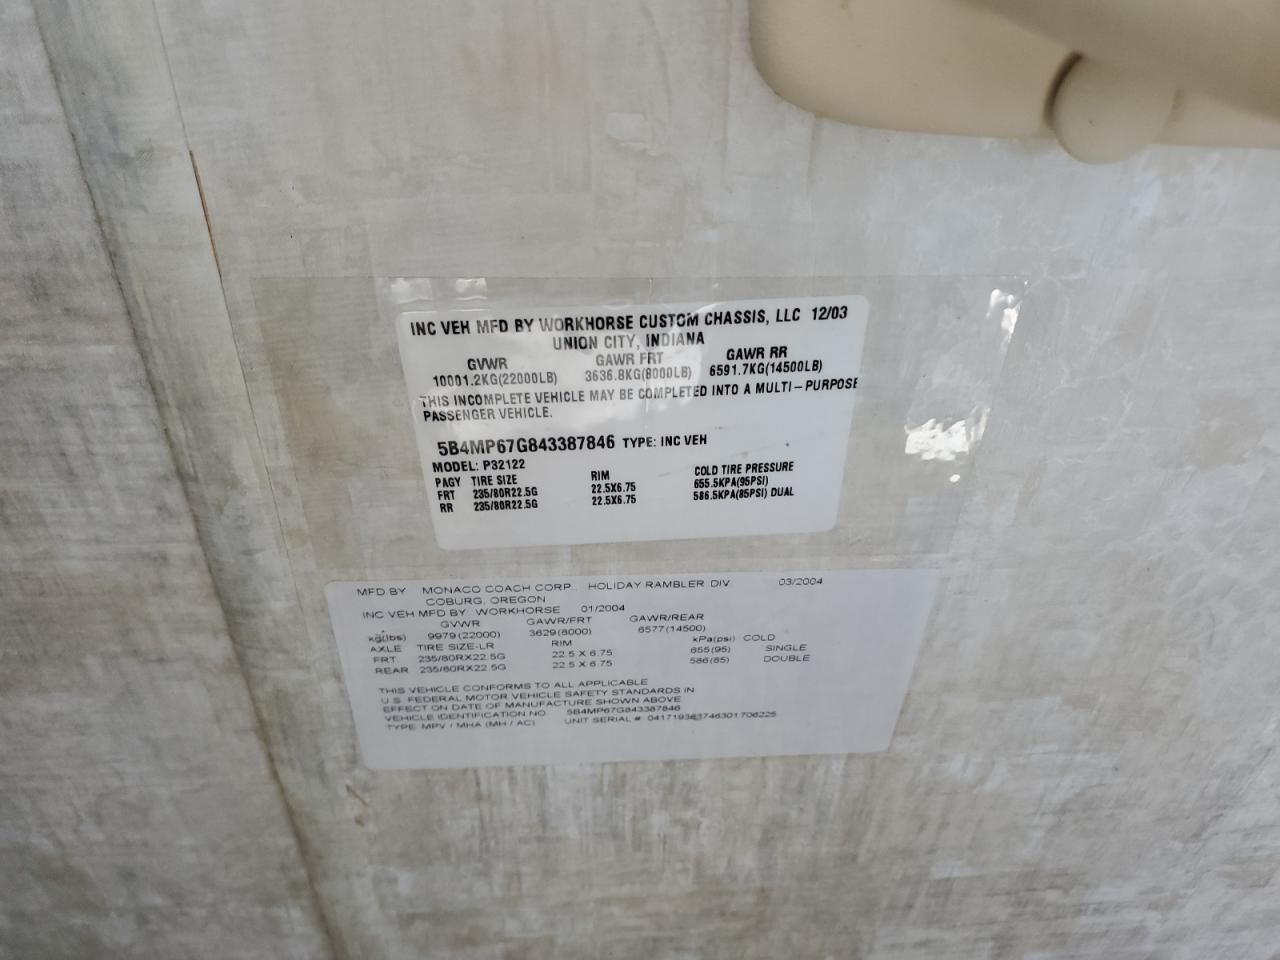 INC VEH MFD BY WORKHORSE CUSTOM CHASSIS, LLC 12/03
UNION CITY, INDIANA
GVWR GAWR FRT GAWR RR
10001.2KG(22000LB) 3636.8KG(8000LB) 6591.7KG(14500LB)
THIS INCOMPLETE VEHICLE MAY BE COMPLETED INTO A MULTI-PURPOSE
PASSENGER VEHICLE.
5B4MP67G843387846 TYPE: INC VEH
MODEL: P32122
PAGY TIRE SIZE RIM COLD TIRE PRESSURE
FRT 235/80R22.5G 22.5X6.75 655.5KPA(95PSI)
RR 235/80R22.5G 22.5X6.75 586.5KPA(85PSI) DUAL
MFD BY MONACO COACH CORP. HOLIDAY RAMBLER DIV 03/2004
COBURG, OREGON
INC VEH MFD BY WORKHORSE 01/2004
GVWR GAWR/FRT GAWR/REAR
kg(lbs) 9979(22000) 3629(8000) 6577(14500)
AXLE TIRE SIZE-LR RIM kPa(psi) COLD
FRT 235/80RX22.5G 22.5 X 6.75 655(95) SINGLE
REAR 235/80RX22.5G 22.5 X 6.75 586(85) DOUBLE
THIS VEHICLE CONFORMS TO ALL APPLICABLE
U.S. FEDERAL MOTOR VEHICLE SAFETY STANDARDS IN
EFFECT ON DATE OF MANUFACTURE SHOWN ABOVE
VEHICLE IDENTIFICATION NO. 5B4MP67G843387846
TYPE: MPV / MHA (MH / AC) UNIT SERIAL #